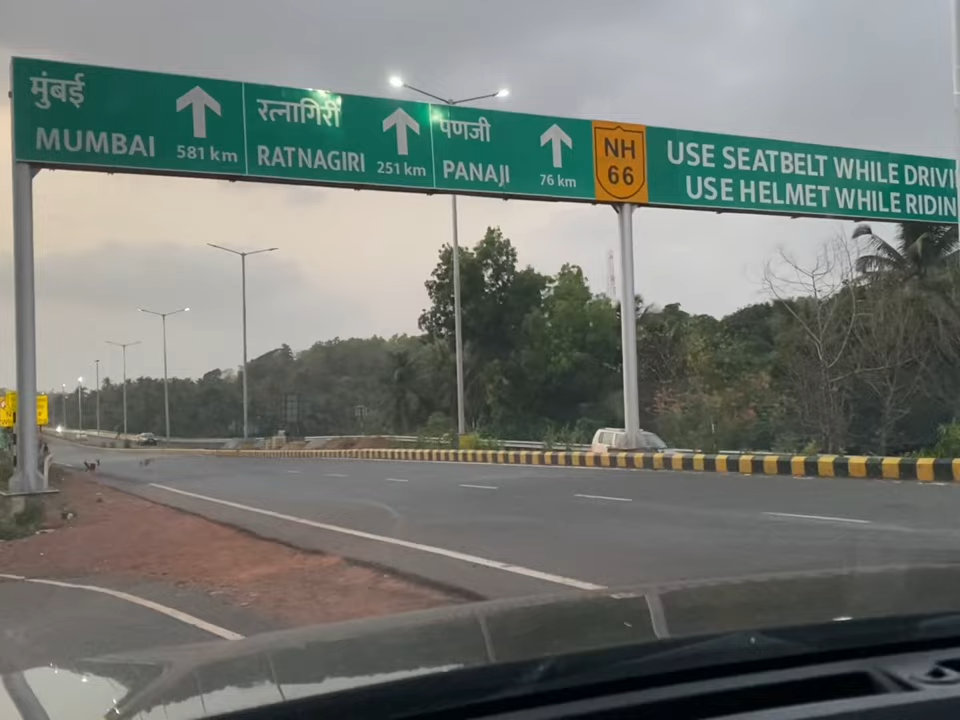 मुंबई
MUMBAI
581 km
रत्नागिरी
RATNAGIRI
251 km
पणजी
PANAJI
76 km
NH
66
USE SEATBELT WHILE DRIVI
USE HELMET WHILE RIDIN